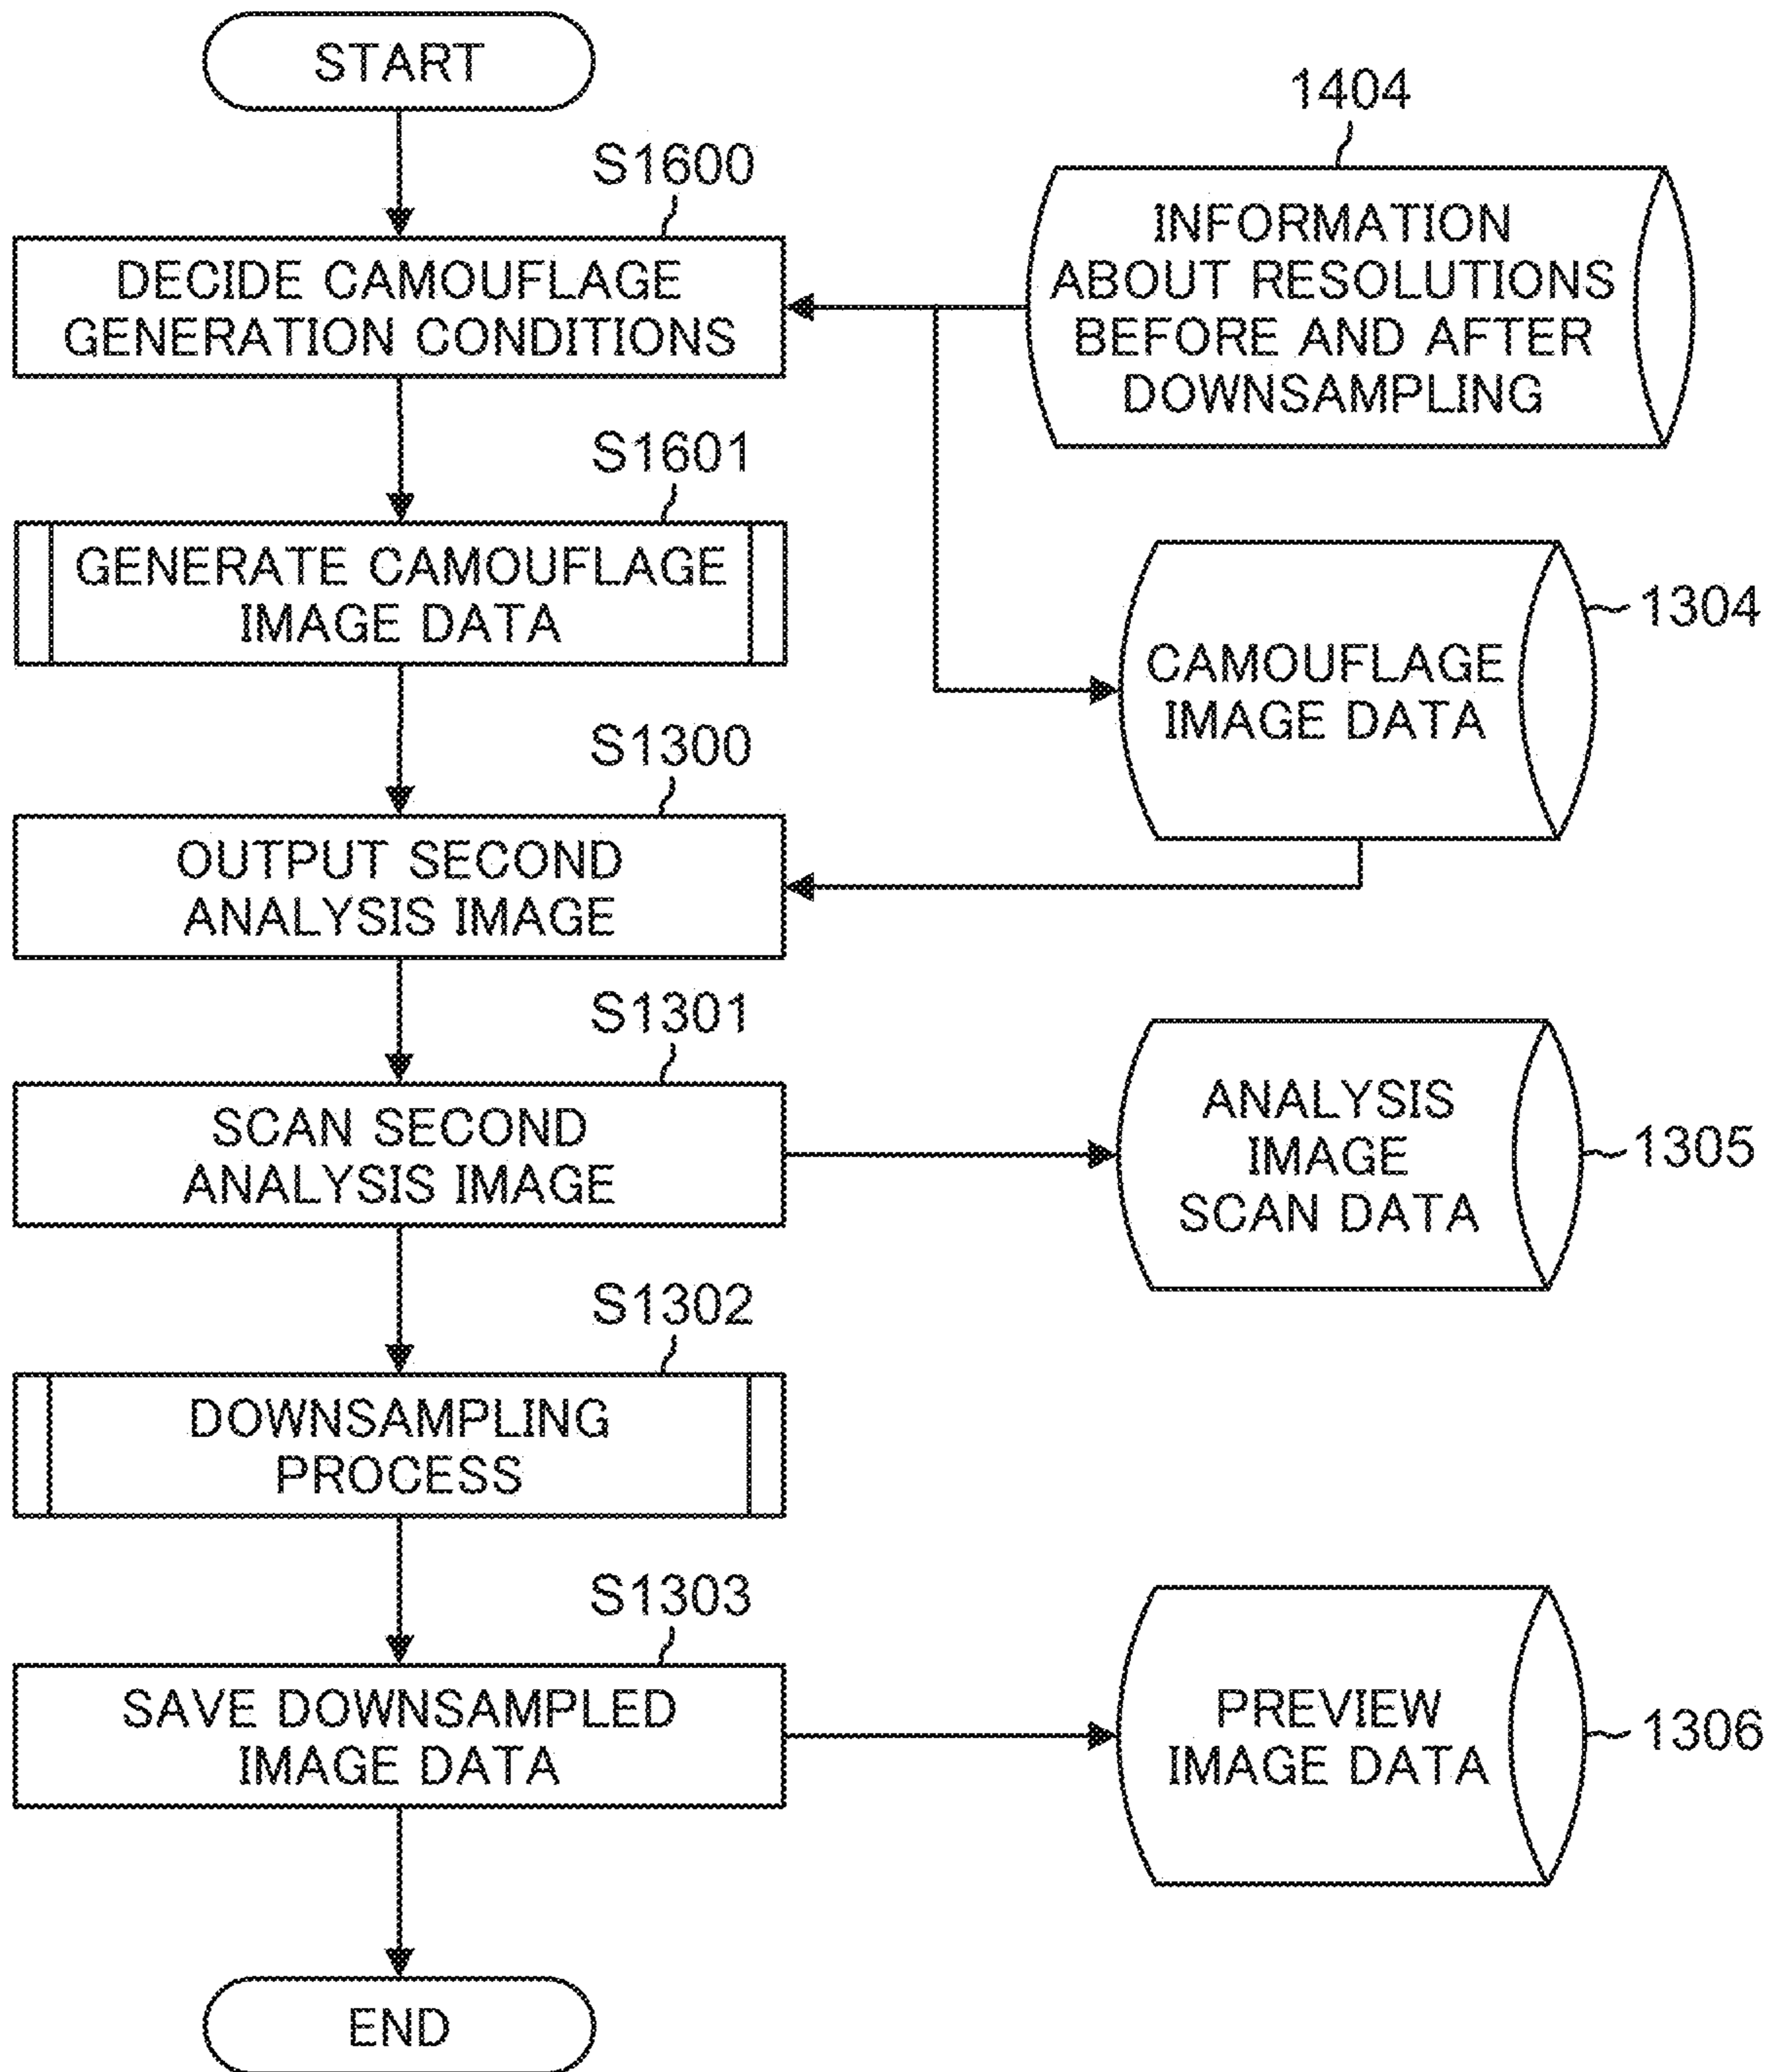 START
1404
S1600
INFORMATION
ABOUT RESOLUTIONS
BEFORE AND AFTER
DOWNSAMPLING
DECIDE CAMOUFLAGE
GENERATION CONDITIONS
S1601
GENERATE CAMOUFLAGE
IMAGE DATA
1304
CAMOUFLAGE
IMAGE DATA
S1300
OUTPUT SECOND
ANALYSIS IMAGE
S1301
SCAN SECOND
ANALYSIS IMAGE
ANALYSIS
IMAGE
SCAN DATA
1305
S1302
DOWNSAMPLING
PROCESS
S1303
SAVE DOWNSAMPLED
IMAGE DATA
PREVIEW
IMAGE DATA
1306
END